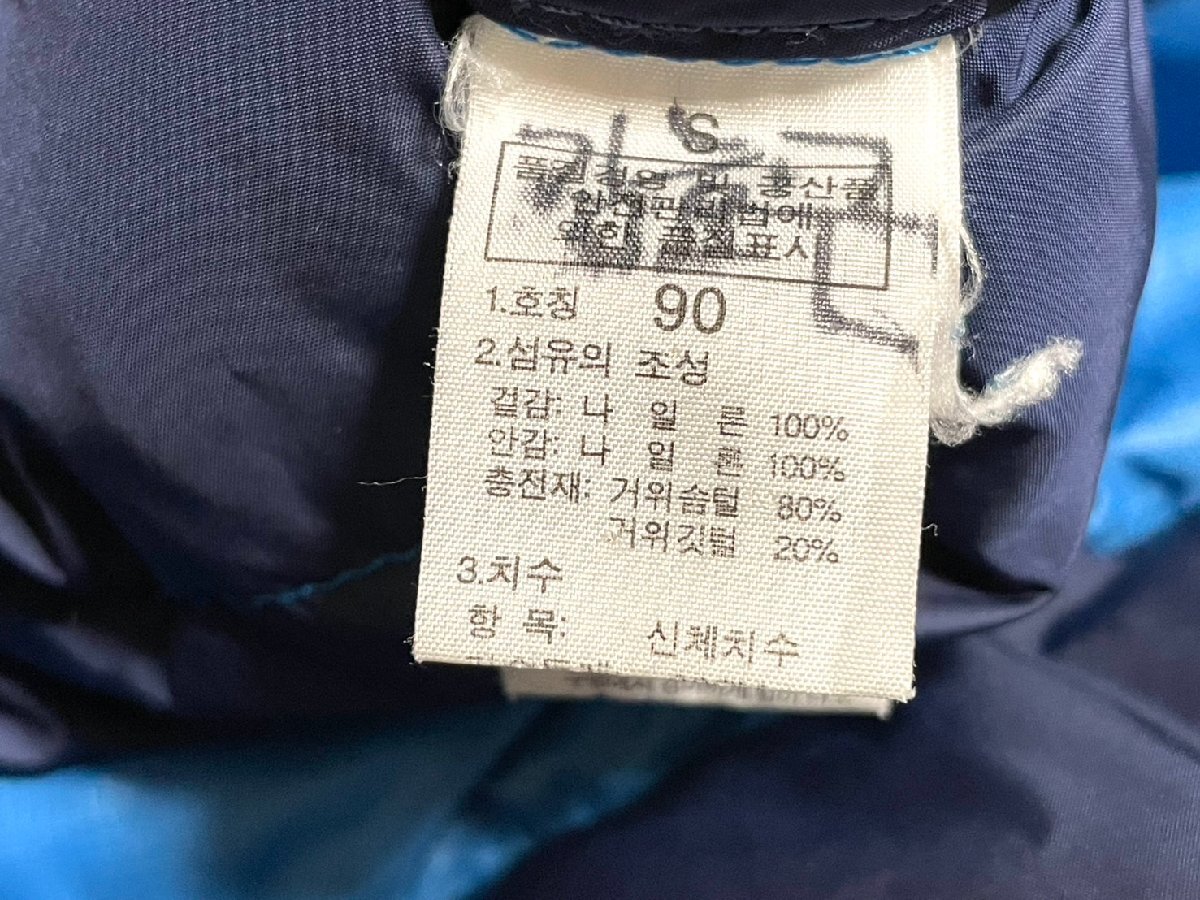 S
품질경영 및 공산품
안전관리법에
의한 품질표시
1.호칭 90
2.섬유의 조성
겉감: 나 일 론 100%
안감: 나 일 론 100%
충전재: 거위솜털 80%
거위깃털 20%
3.치수
항 목: 신체치수